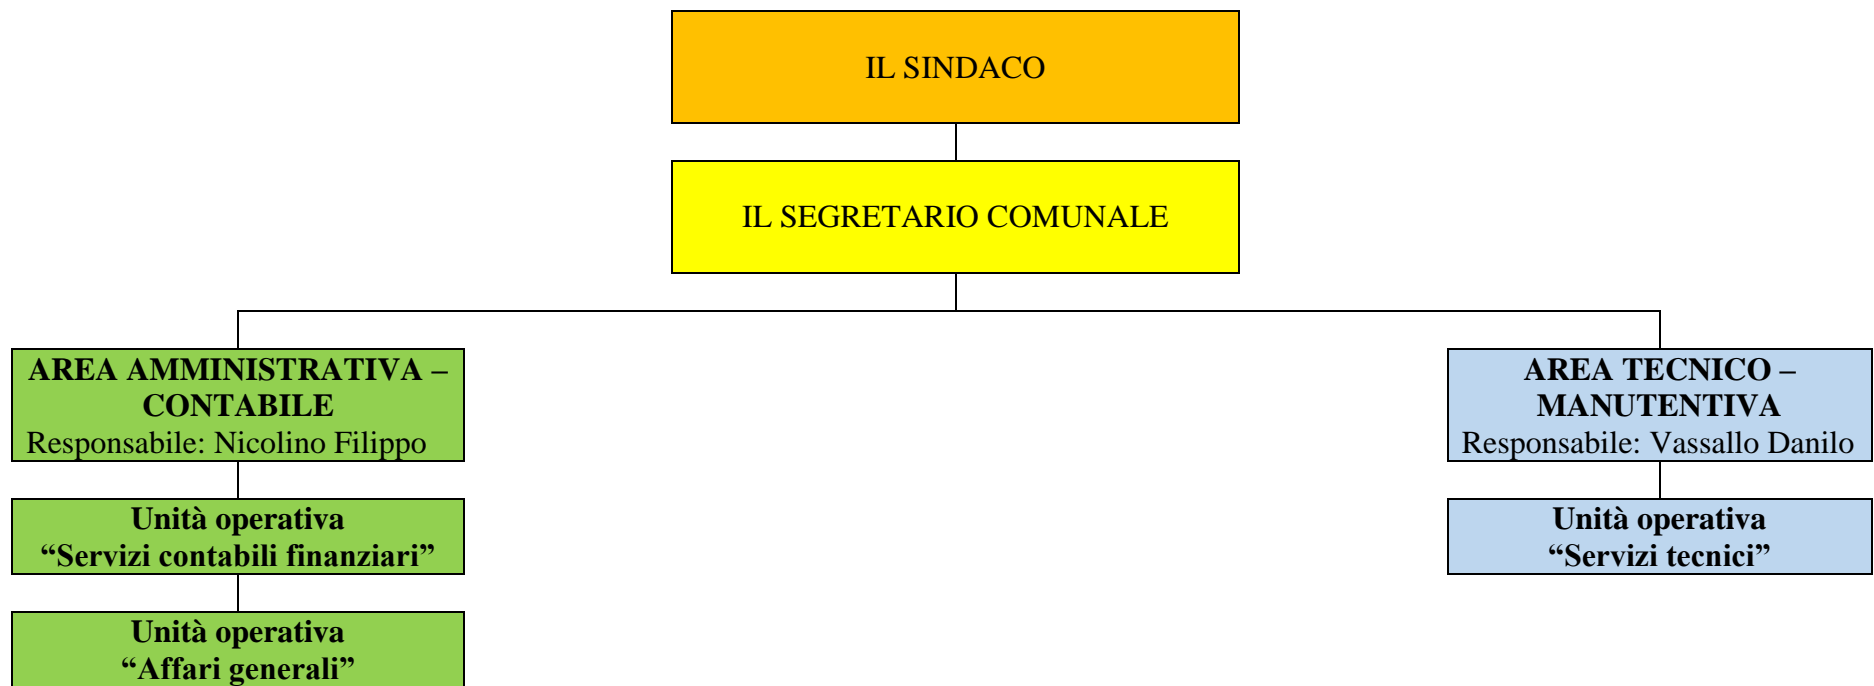 IL SINDACO
IL SEGRETARIO COMUNALE
AREA AMMINISTRATIVA –
CONTABILE
Responsabile: Nicolino Filippo
Unità operativa
“Servizi contabili finanziari”
Unità operativa
“Affari generali”
AREA TECNICO –
MANUTENTIVA
Responsabile: Vassallo Danilo
Unità operativa
“Servizi tecnici”